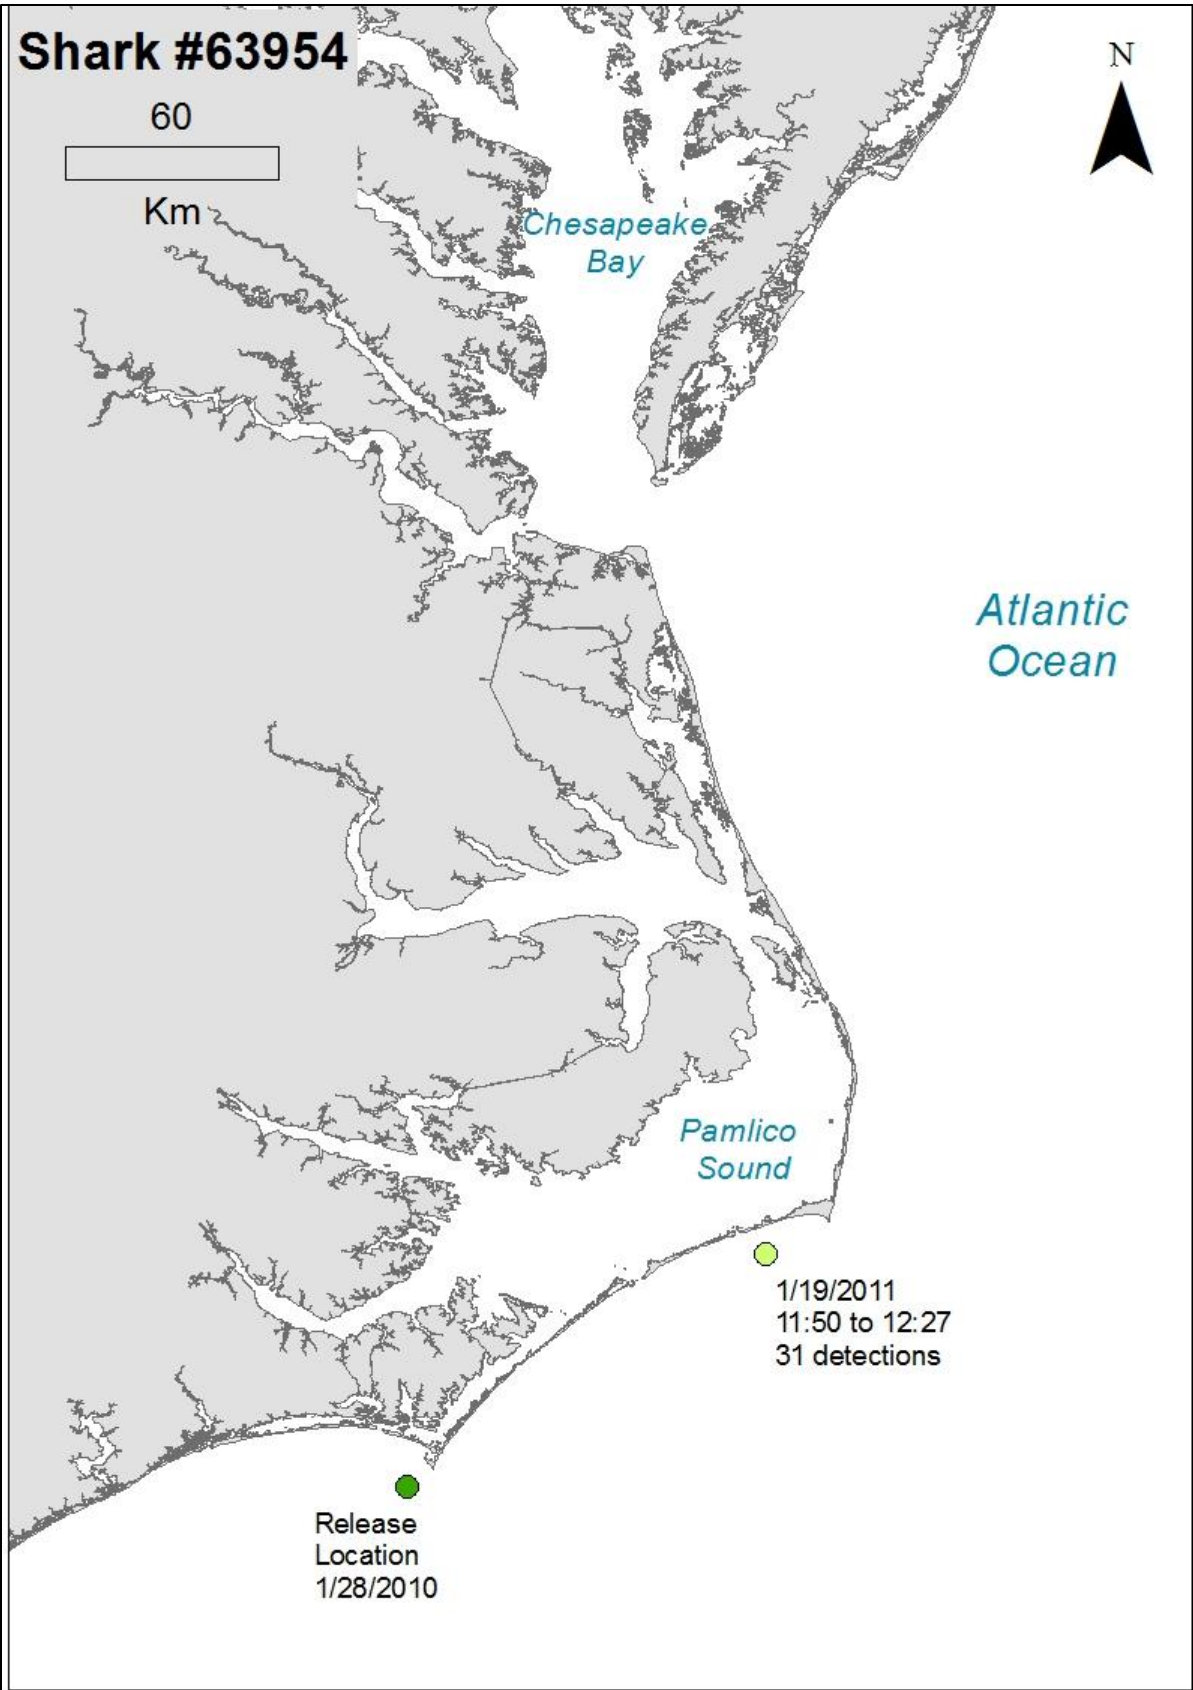 Shark #63954
60
Km
N
Chesapeake
Bay
Atlantic
Ocean
Pamlico
Sound
1/19/2011
11:50 to 12:27
31 detections
Release
Location
1/28/2010